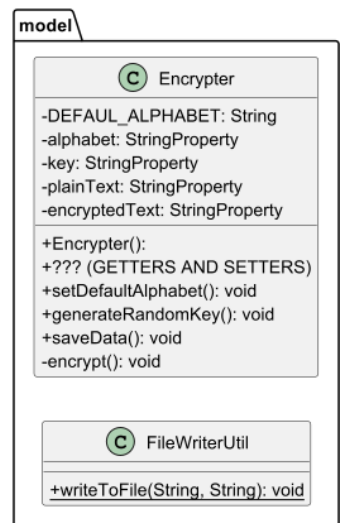 model
C Encrypter
-DEFAUL_ALPHABET: String
-alphabet: StringProperty
-key: StringProperty
-plainText: StringProperty
-encryptedText: StringProperty
+Encrypter():
+??? (GETTERS AND SETTERS)
+setDefaultAlphabet(): void
+generateRandomKey(): void
+saveData(): void
-encrypt(): void
C FileWriterUtil
+writeToFile(String, String): void